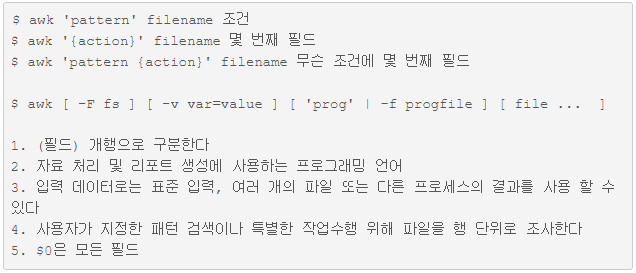 $ awk 'pattern' filename 조건
$ awk '{action}' filename 몇 번째 필드
$ awk 'pattern {action}' filename 무슨 조건에 몇 번째 필드
$ awk [ -F fs ] [ -v var=value ] [ 'prog' | -f progfile ] [ file ...  ]
1. (필드) 개행으로 구분한다
2. 자료 처리 및 리포트 생성에 사용하는 프로그래밍 언어
3. 입력 데이터로는 표준 입력, 여러 개의 파일 또는 다른 프로세스의 결과를 사용 할 수
있다
4. 사용자가 지정한 패턴 검색이나 특별한 작업수행 위해 파일을 행 단위로 조사한다
5. $0은 모든 필드